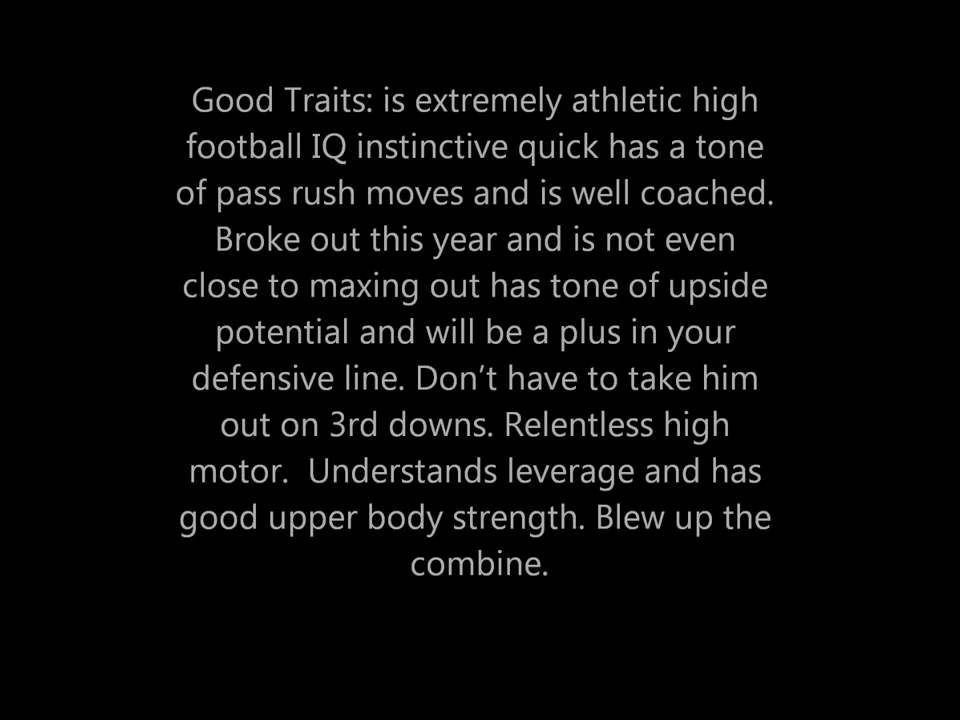 Good Traits: is extremely athletic high
football IQ instinctive quick has a tone
of pass rush moves and is well coached.
Broke out this year and is not even
close to maxing out has tone of upside
potential and will be a plus in your
defensive line. Don’t have to take him
out on 3rd downs. Relentless high
motor.  Understands leverage and has
good upper body strength. Blew up the
combine.